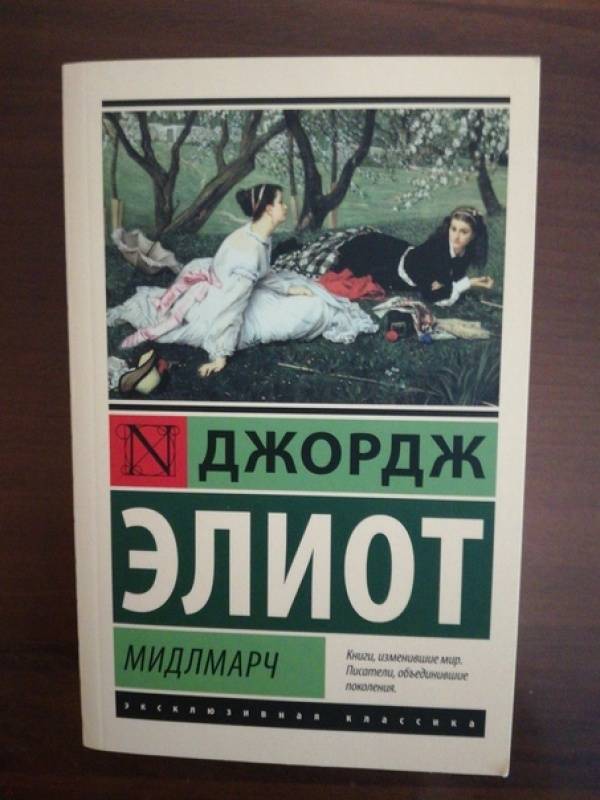 N
ДЖОРДЖ
ЭЛИОТ
МИДЛМАРЧ
Книги, изменившие мир.
Писатели, объединившие
поколения.
эксклюзивная классика